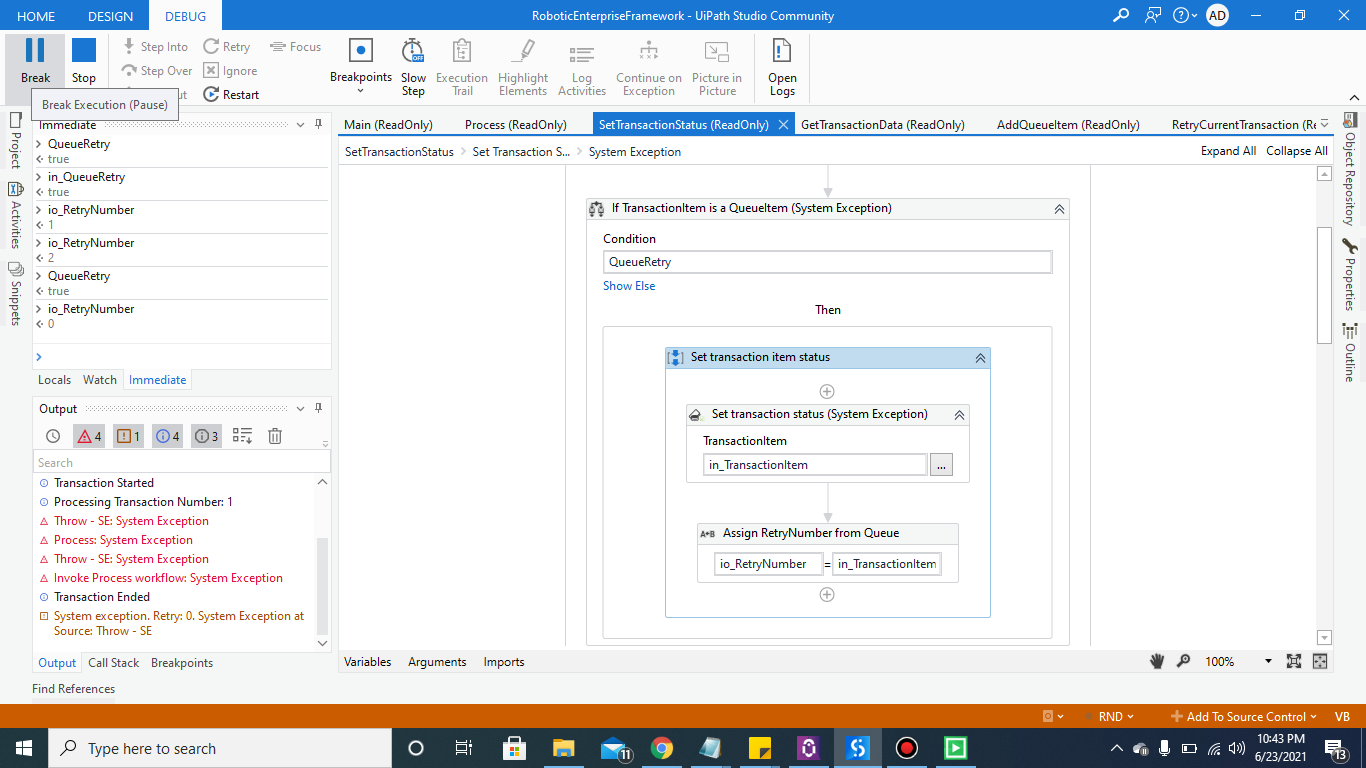 HOME DESIGN DEBUG RoboticEnterpriseFramework - UiPath Studio Community AD
Break Stop Step Into Retry Focus
Step Over Ignore
Restart
Breakpoints Slow Step Execution Trail Highlight Elements Log Activities Continue on Exception Picture in Picture Open Logs
Break Execution (Pause)
Project
Activities
Snippets
Immediate
QueueRetry
true
in_QueueRetry
true
io_RetryNumber
1
io_RetryNumber
2
QueueRetry
true
io_RetryNumber
0
Locals Watch Immediate
Output
4 1 4 3
Search
Transaction Started
Processing Transaction Number: 1
Throw - SE: System Exception
Process: System Exception
Throw - SE: System Exception
Invoke Process workflow: System Exception
Transaction Ended
System exception. Retry: 0. System Exception at
Source: Throw - SE
Output Call Stack Breakpoints
Find References
Main (ReadOnly) Process (ReadOnly) SetTransactionStatus (ReadOnly) GetTransactionData (ReadOnly) AddQueueItem (ReadOnly) RetryCurrentTransaction (Re
SetTransactionStatus Set Transaction S... System Exception Expand All Collapse All
If TransactionItem is a QueueItem (System Exception)
Condition
QueueRetry
Show Else
Then
Set transaction item status
Set transaction status (System Exception)
TransactionItem
in_TransactionItem ...
A*B Assign RetryNumber from Queue
io_RetryNumber = in_TransactionItem
Variables Arguments Imports 100%
Object Repository
Properties
Outline
RND Add To Source Control VB
Type here to search
11
10:43 PM
6/23/2021
13